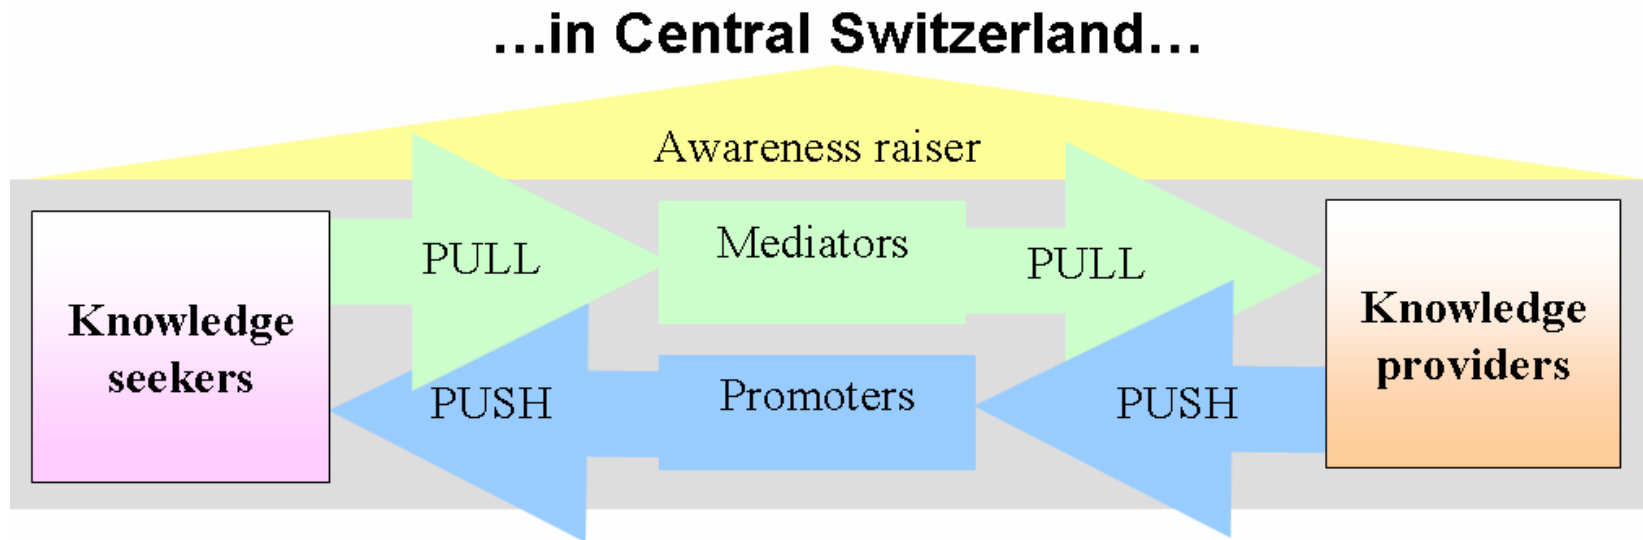 …in Central Switzerland…
Awareness raiser
Knowledge
seekers
PULL
Mediators
PULL
PUSH
Promoters
PUSH
Knowledge
providers